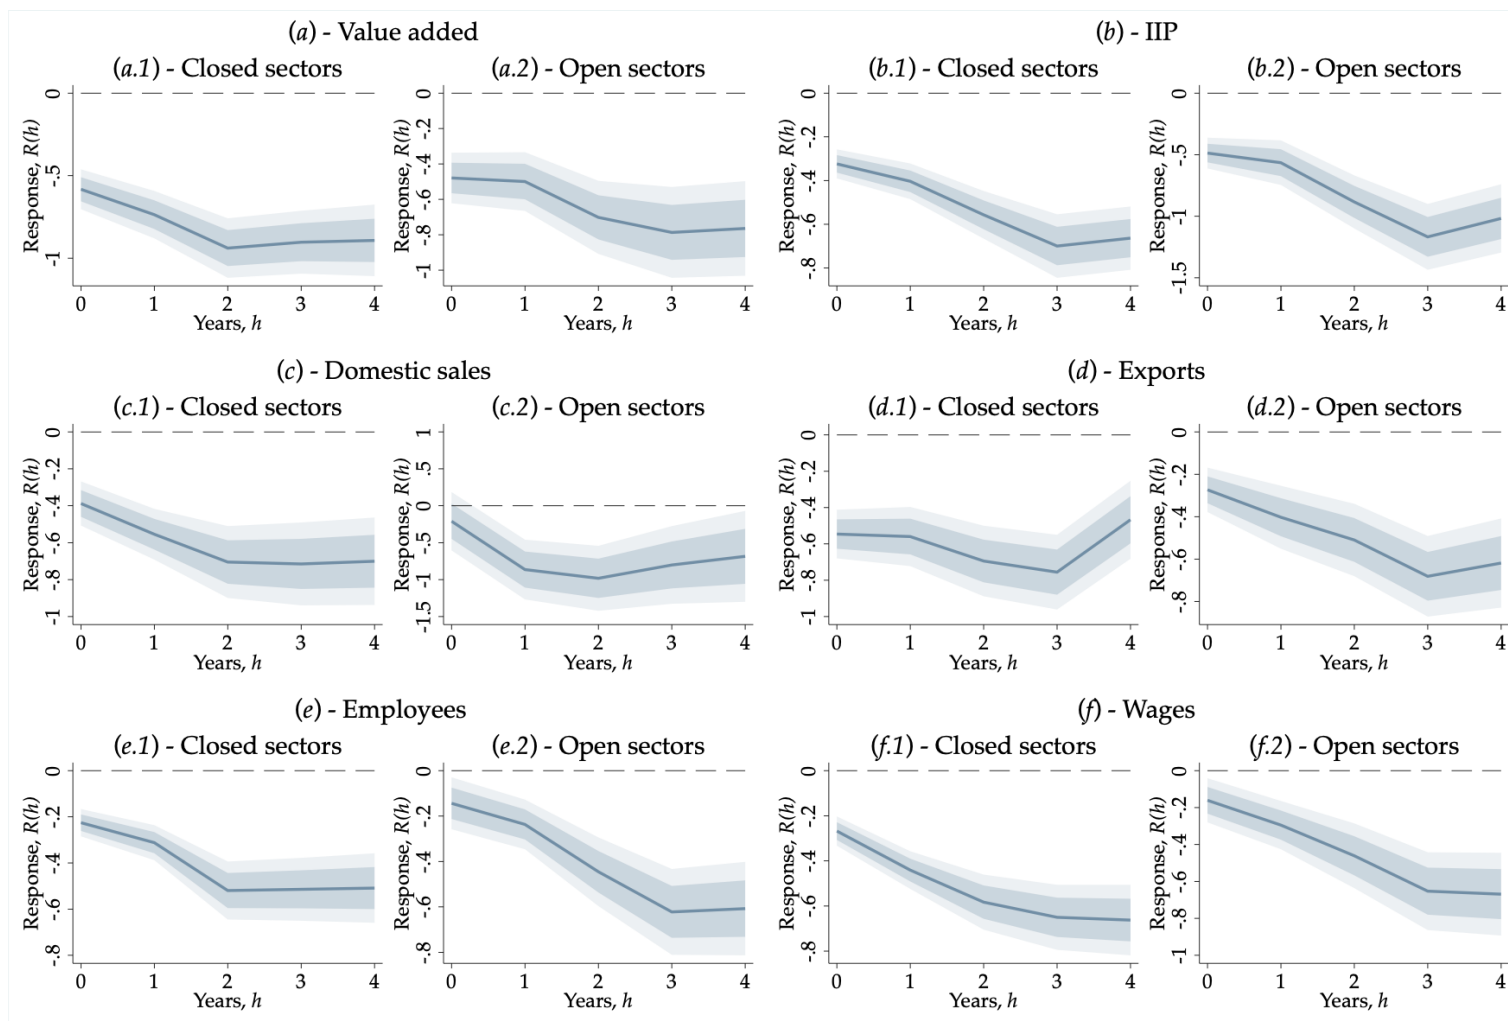 (a) - Value added
(a.1) - Closed sectors
Response, R(h)
0
-.5
-1
0 1 2 3 4
Years, h
(a.2) - Open sectors
Response, R(h)
0
-.2
-.4
-.6
-.8
-1
0 1 2 3 4
Years, h
(b) - IIP
(b.1) - Closed sectors
Response, R(h)
0
-.2
-.4
-.6
-.8
0 1 2 3 4
Years, h
(b.2) - Open sectors
Response, R(h)
0
-.5
-1
-1.5
0 1 2 3 4
Years, h
(c) - Domestic sales
(c.1) - Closed sectors
Response, R(h)
0
-.2
-.4
-.6
-.8
-1
0 1 2 3 4
Years, h
(c.2) - Open sectors
Response, R(h)
1
.5
0
-.5
-1
-1.5
0 1 2 3 4
Years, h
(d) - Exports
(d.1) - Closed sectors
Response, R(h)
0
-.2
-.4
-.6
-.8
-1
0 1 2 3 4
Years, h
(d.2) - Open sectors
Response, R(h)
0
-.2
-.4
-.6
-.8
0 1 2 3 4
Years, h
(e) - Employees
(e.1) - Closed sectors
Response, R(h)
0
-.2
-.4
-.6
-.8
0 1 2 3 4
Years, h
(e.2) - Open sectors
Response, R(h)
0
-.2
-.4
-.6
-.8
0 1 2 3 4
Years, h
(f) - Wages
(f.1) - Closed sectors
Response, R(h)
0
-.2
-.4
-.6
-.8
0 1 2 3 4
Years, h
(f.2) - Open sectors
Response, R(h)
0
-.2
-.4
-.6
-.8
-1
0 1 2 3 4
Years, h